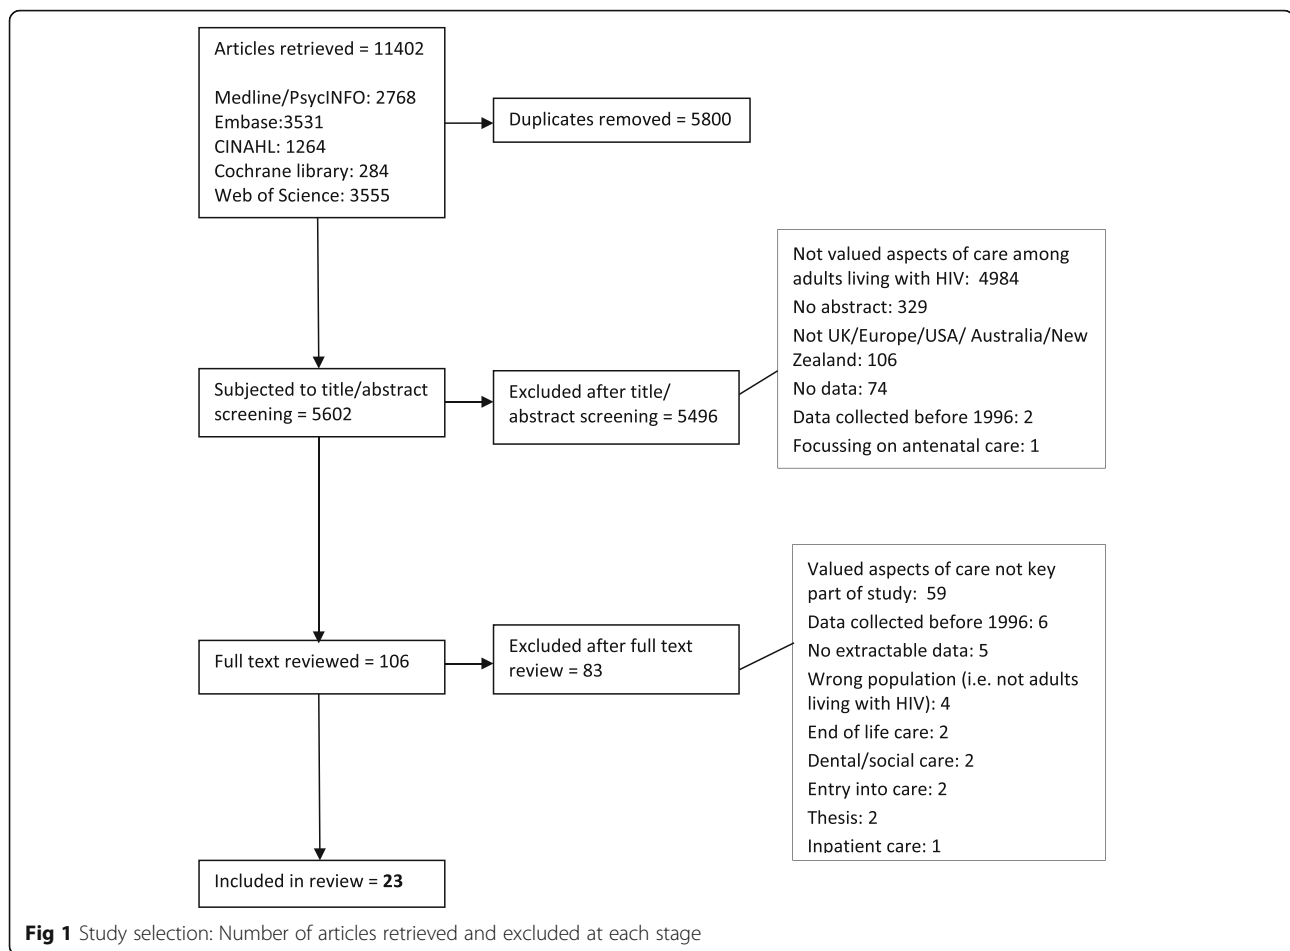 Articles retrieved = 11402
Medline/PsycINFO: 2768
Embase:3531
CINAHL: 1264
Cochrane library: 284
Web of Science: 3555
Duplicates removed = 5800
Not valued aspects of care among
adults living with HIV:  4984
No abstract: 329
Not UK/Europe/USA/ Australia/New
Zealand: 106
No data: 74
Data collected before 1996: 2
Focussing on antenatal care: 1
Subjected to title/abstract
screening = 5602
Excluded after title/
abstract screening = 5496
Valued aspects of care not key
part of study:  59
Data collected before 1996: 6
No extractable data: 5
Wrong population (i.e. not adults
living with HIV): 4
End of life care: 2
Dental/social care: 2
Entry into care: 2
Thesis: 2
Inpatient care: 1
Full text reviewed = 106
Excluded after full text
review = 83
Included in review = 23
Fig 1 Study selection: Number of articles retrieved and excluded at each stage